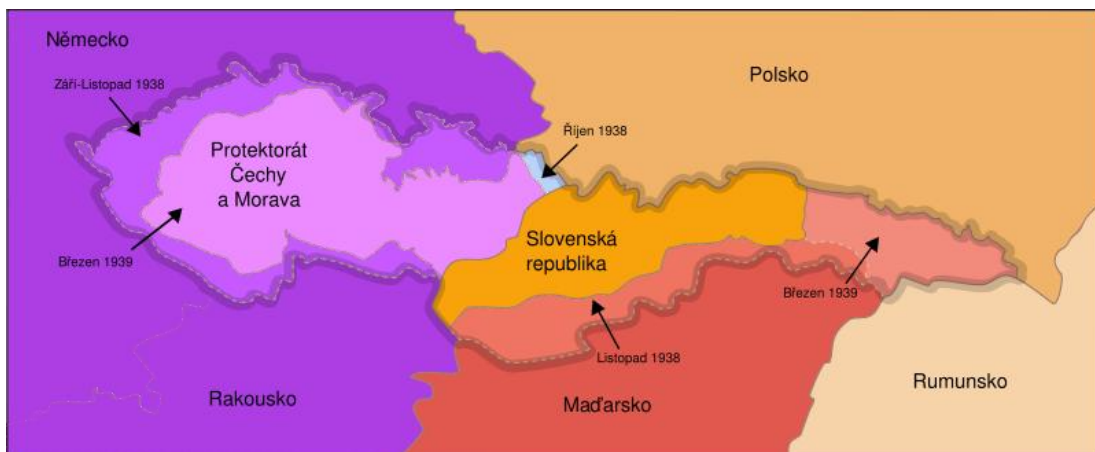 Německo
Září-Listopad 1938
Polsko
Říjen 1938
Protektorát
Čechy
a Morava
Slovenská
republika
Březen 1939
Březen 1939
Listopad 1938
Rakousko
Maďarsko
Rumunsko